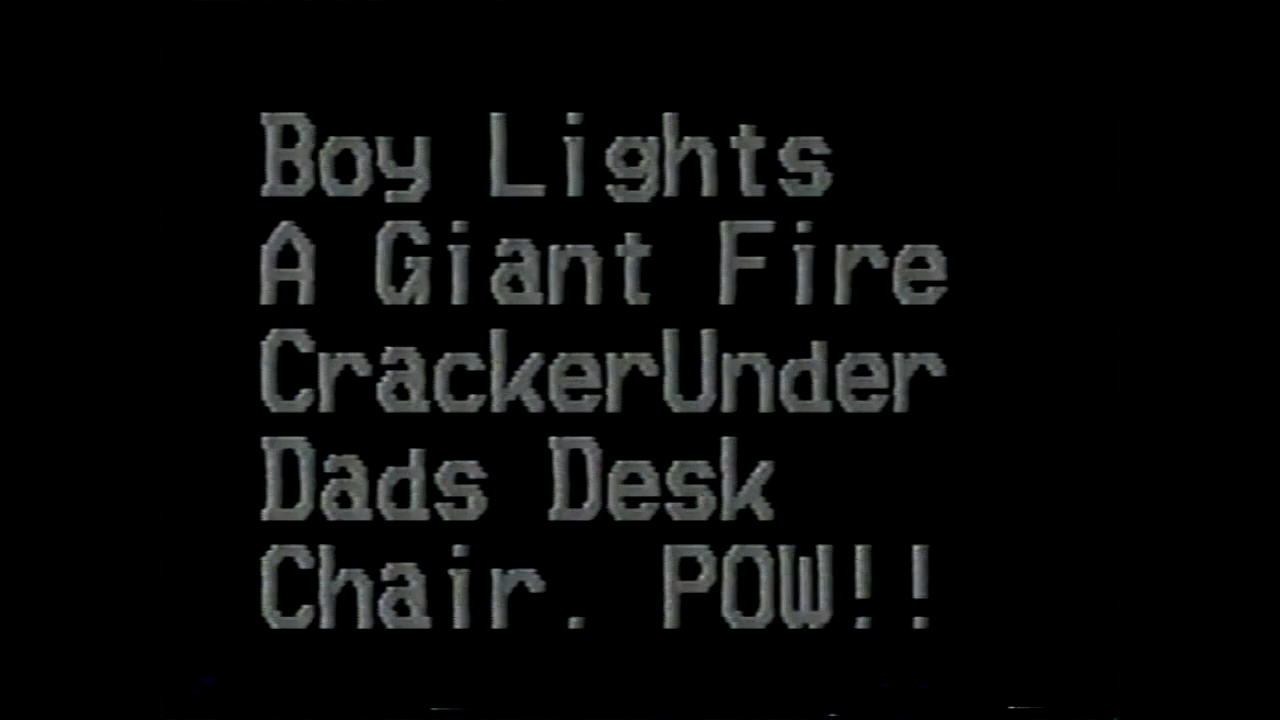 Boy Lights
A Giant Fire
CrackerUnder
Dads Desk
Chair. POW!!